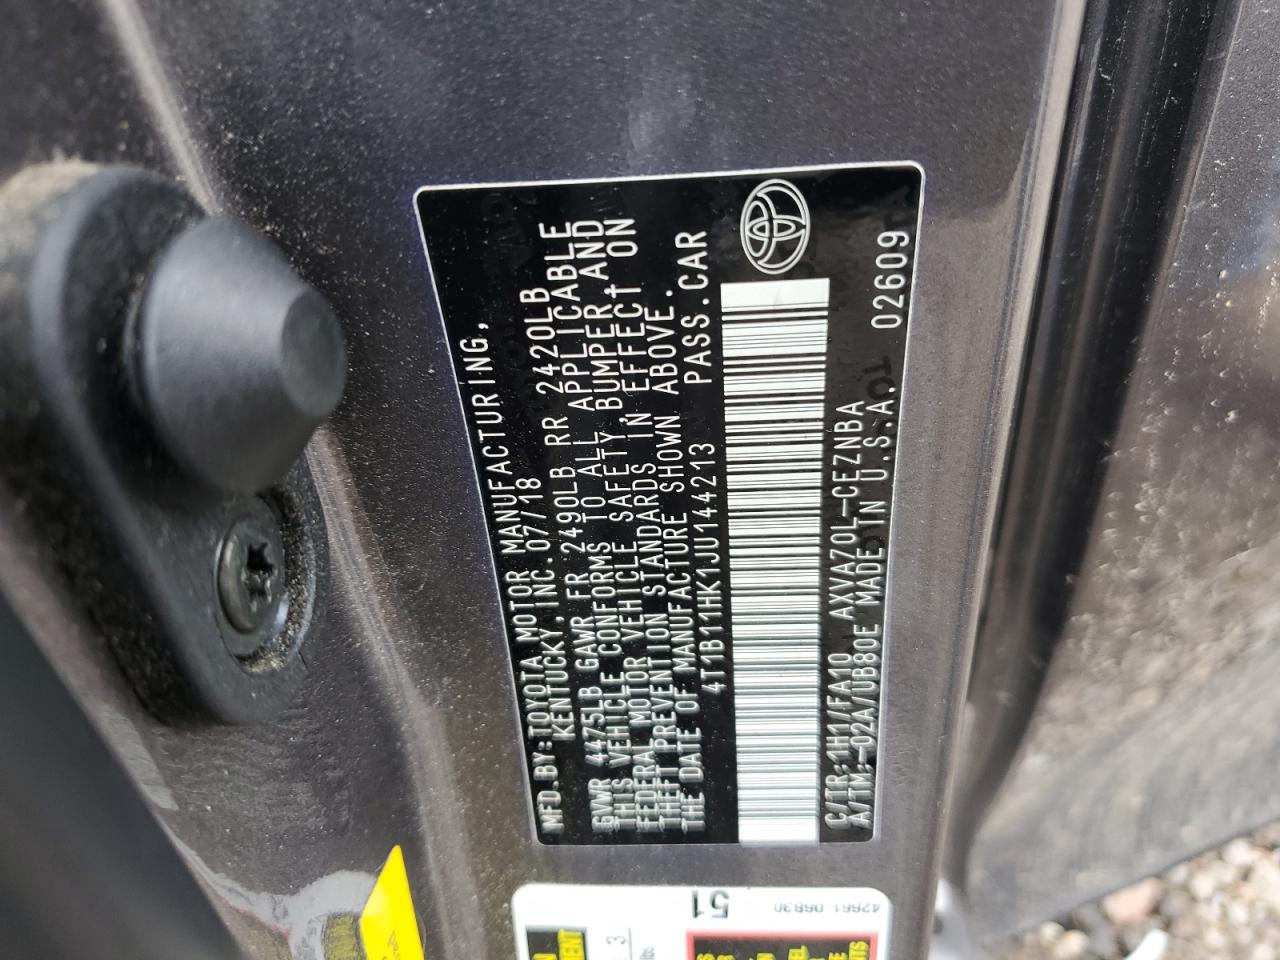 MFD.BY:TOYOTA MOTOR MANUFACTURING,
KENTUCKY,INC.07/18
GVWR 4475LB GAWR FR 2490LB RR 2420LB
THIS VEHICLE CONFORMS TO ALL APPLICABLE
FEDERAL MOTOR VEHICLE SAFETY,BUMPER,AND
THEFT PREVENTION STANDARDS IN EFFECT ON
THE DATE OF MANUFACTURE SHOWN ABOVE.
4T1B11HK1JU144213 PASS.CAR
C/TR:1H1/FA10 AXVA70L-CEZNBA
A/TM:-02A/UB80E MADE IN U.S.A. 02609
51
42661-06830